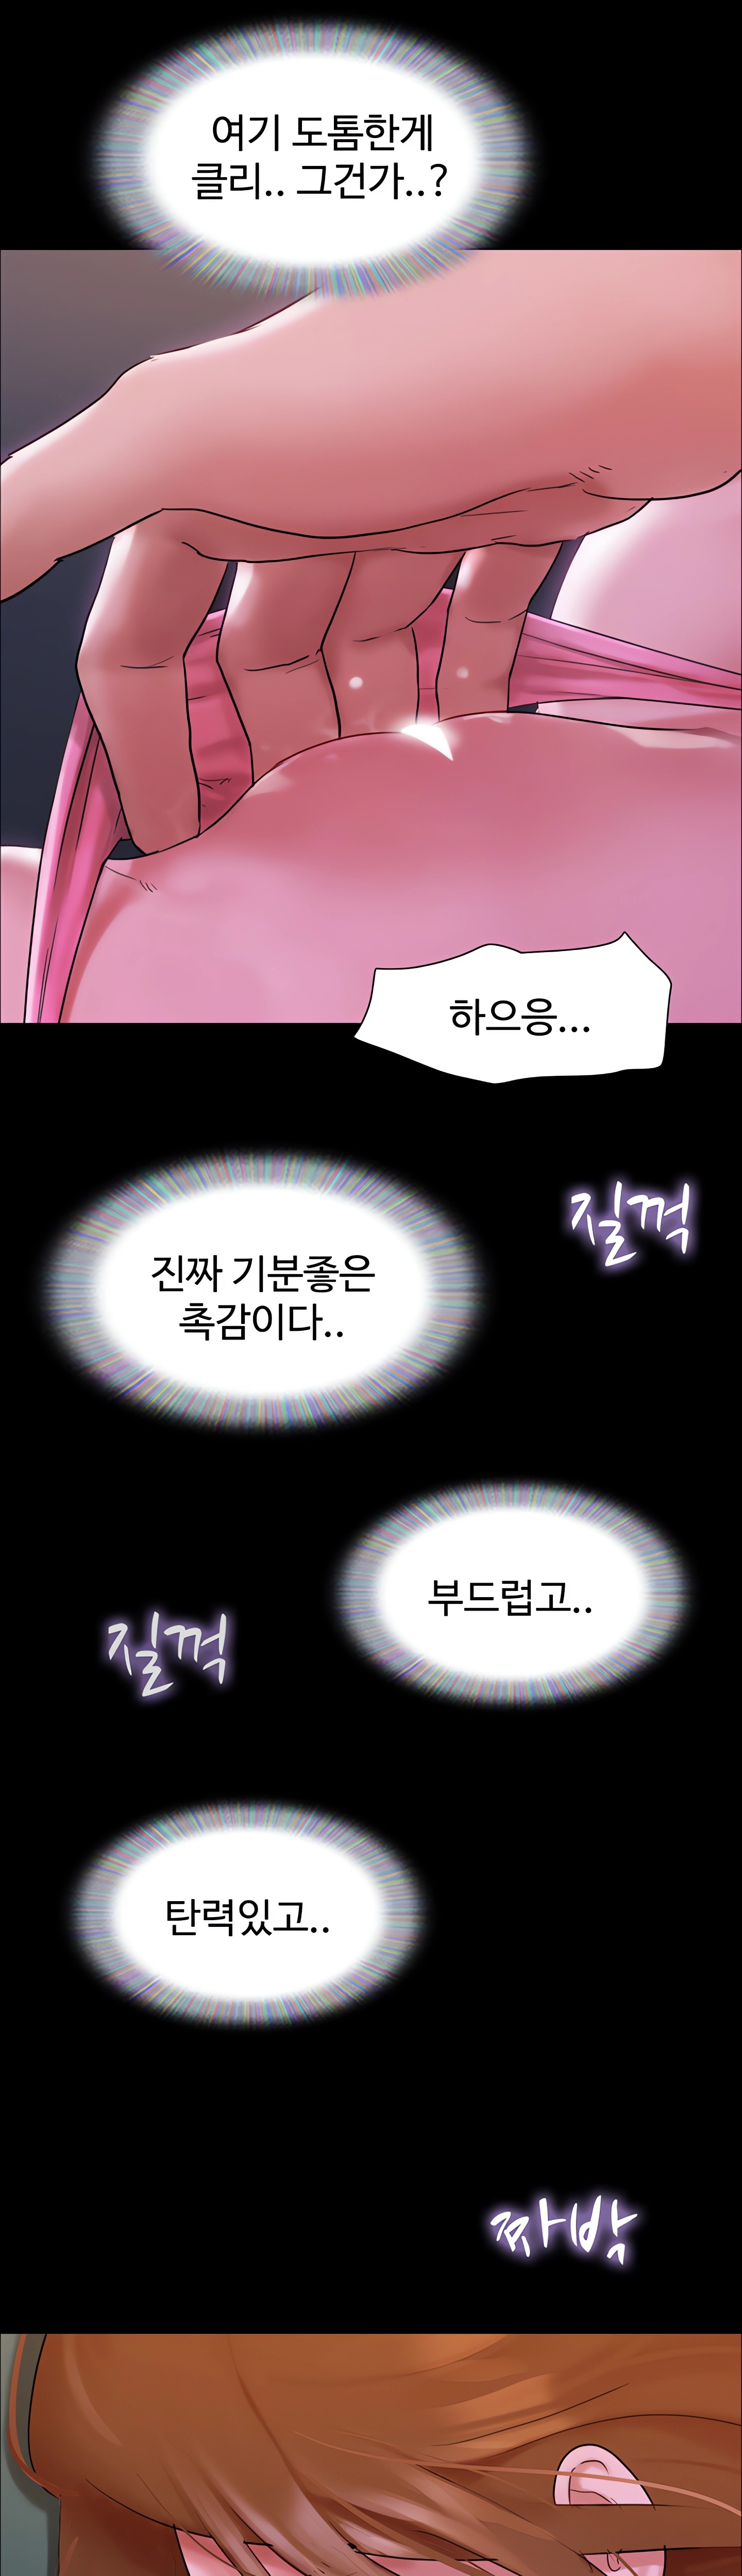 여기 도톰한게
클리.. 그건가..?
하으응...
질꺽
진짜 기분좋은
촉감이다..
부드럽고..
질꺽
탄력있고..
짜박